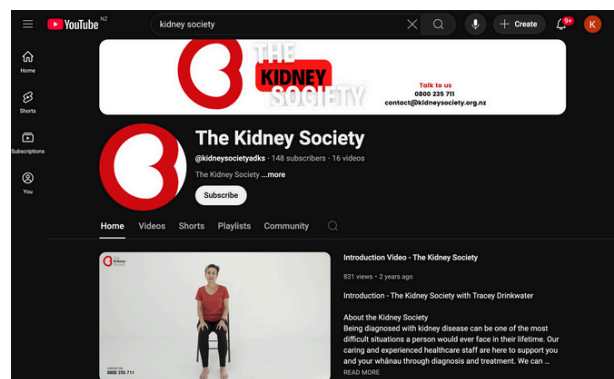 YouTube NZ
kidney society
Create
9+
K
Home
Shorts
Subscriptions
You
THE
KIDNEY
SOCIETY
Talk to us
0800 235 711
contact@kidneysociety.org.nz
The Kidney Society
@kidneysocietyadks · 148 subscribers · 16 videos
The Kidney Society ...more
Subscribe
Home Videos Shorts Playlists Community
The Kidney Society
0800 235 711
Introduction Video - The Kidney Society
831 views • 2 years ago
Introduction - The Kidney Society with Tracey Drinkwater
About the Kidney Society
Being diagnosed with kidney disease can be one of the most
difficult situations a person would ever face in their lifetime. Our
caring and experienced healthcare staff are here to support you
and your whānau through diagnosis and treatment. We can ...
READ MORE